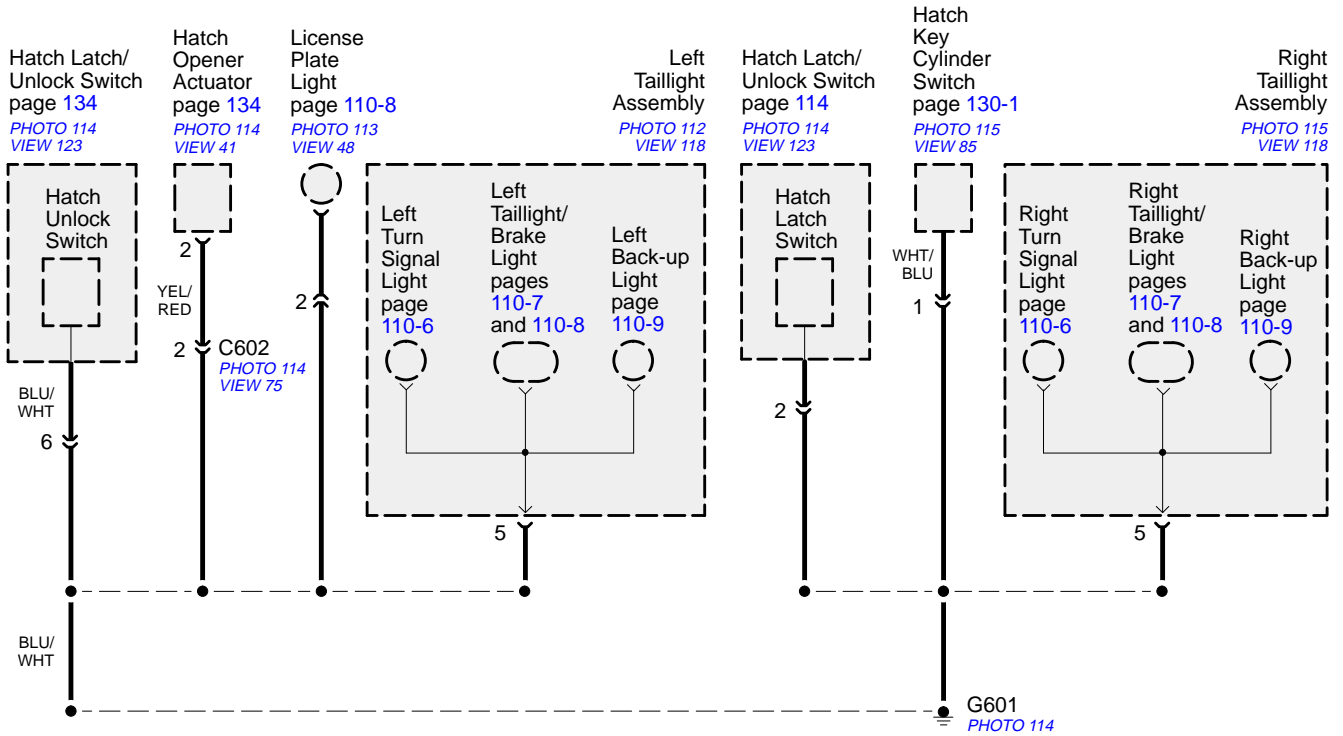 Hatch Latch/
Unlock Switch
page 134
PHOTO 114
VIEW 123
Hatch
Opener
Actuator
page 134
PHOTO 114
VIEW 41
License
Plate
Light
page 110-8
PHOTO 113
VIEW 48
Left
Taillight
Assembly
PHOTO 112
VIEW 118
Hatch Latch/
Unlock Switch
page 114
PHOTO 114
VIEW 123
Hatch
Key
Cylinder
Switch
page 130-1
PHOTO 115
VIEW 85
Right
Taillight
Assembly
PHOTO 115
VIEW 118
Hatch
Unlock
Switch
2
YEL/
RED
2
C602
PHOTO 114
VIEW 75
2
Left
Turn
Signal
Light
page
110-6
Left
Taillight/
Brake
Light
pages
110-7
and 110-8
Left
Back-up
Light
page
110-9
Hatch
Latch
Switch
WHT/
BLU
1
Right
Turn
Signal
Light
page
110-6
Right
Taillight/
Brake
Light
pages
110-7
and 110-8
Right
Back-up
Light
page
110-9
BLU/
WHT
6
2
5
5
BLU/
WHT
G601
PHOTO 114